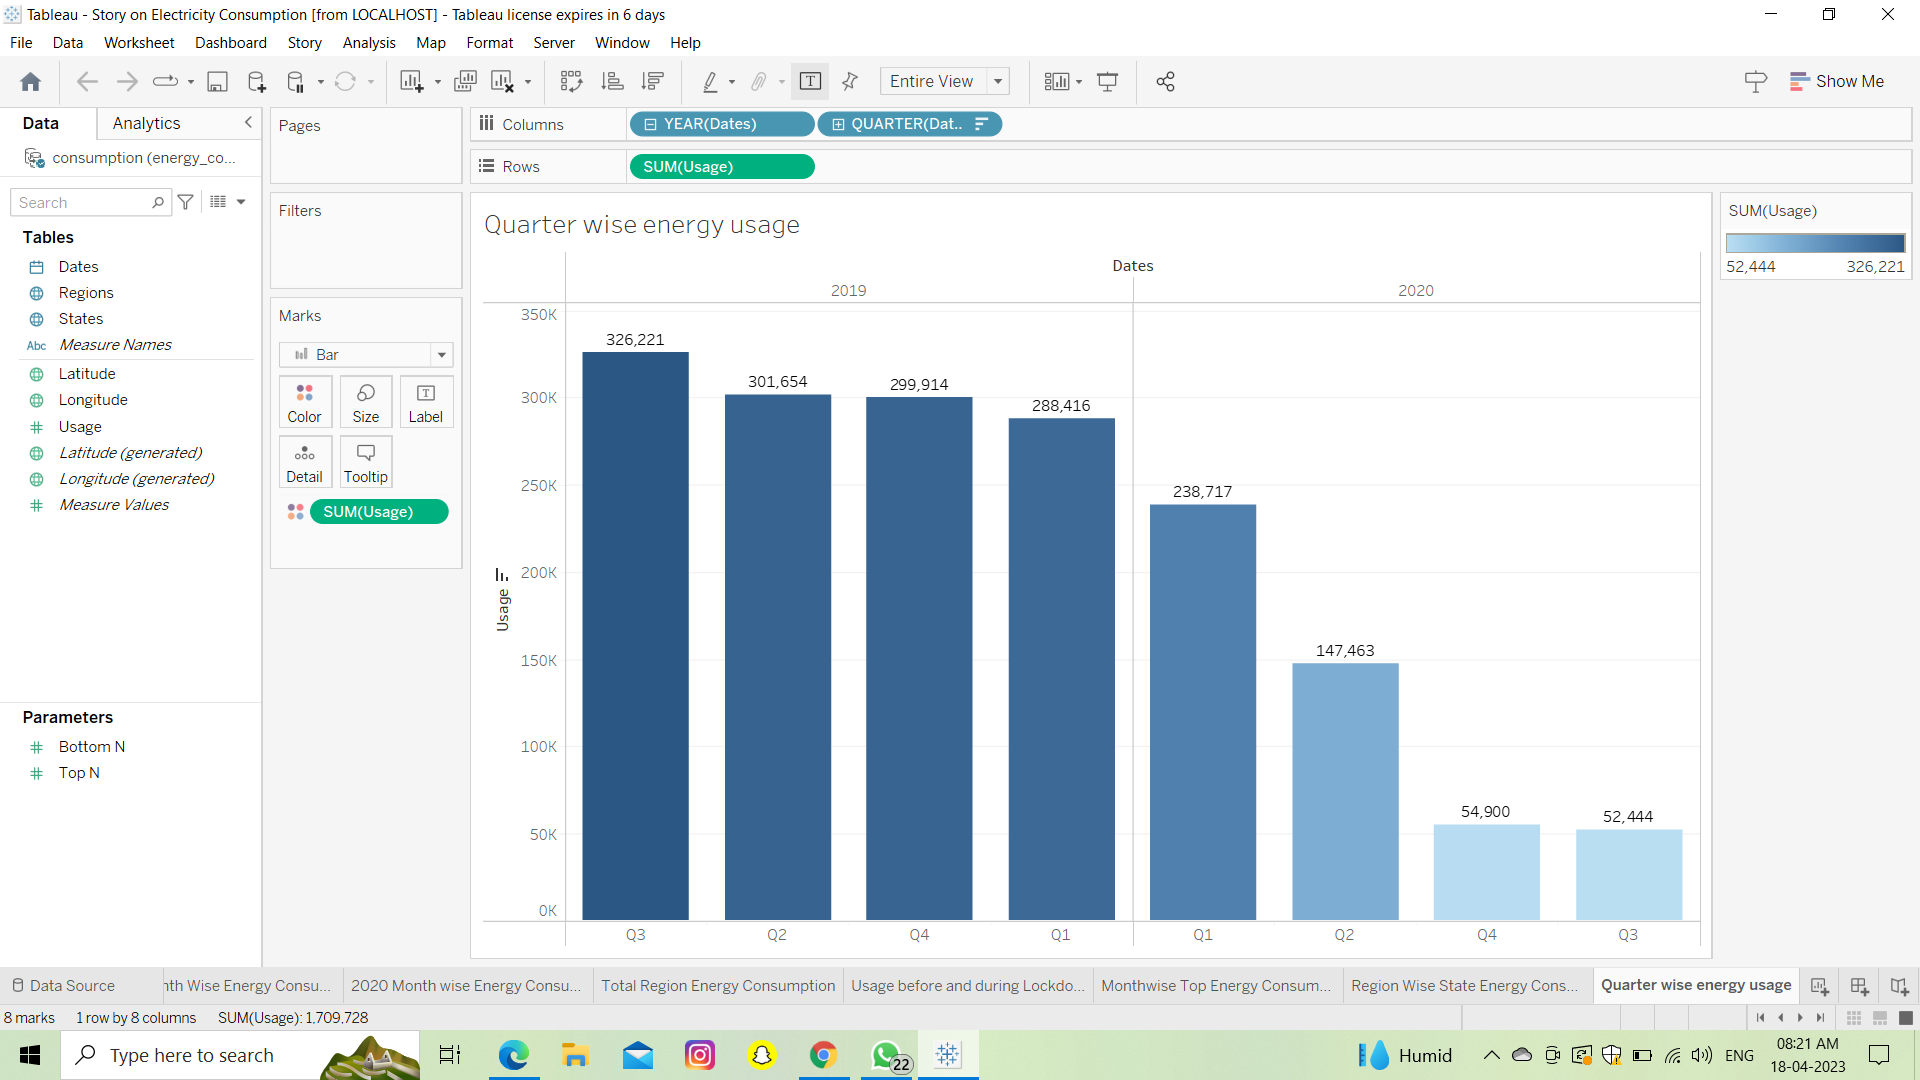 Tableau - Story on Electricity Consumption [from LOCALHOST] - Tableau license expires in 6 days
File Data Worksheet Dashboard Story Analysis Map Format Server Window Help
Entire View
Show Me
Data Analytics
consumption (energy_co...
Search
Tables
Dates
Regions
States
Abc Measure Names
Latitude
Longitude
Usage
Latitude (generated)
Longitude (generated)
Measure Values
Parameters
Bottom N
Top N
Pages
Filters
Marks
Bar
Color Size Label
Detail Tooltip
SUM(Usage)
Columns YEAR(Dates) QUARTER(Dat..
Rows SUM(Usage)
Quarter wise energy usage
Dates
2019 2020
350K
300K
250K
200K
150K
100K
50K
0K
Usage
326,221
301,654
299,914
288,416
238,717
147,463
54,900
52,444
Q3 Q2 Q4 Q1 Q1 Q2 Q4 Q3
SUM(Usage)
52,444 326,221
Data Source nth Wise Energy Consu... 2020 Month wise Energy Consu... Total Region Energy Consumption Usage before and during Lockdo... Monthwise Top Energy Consum... Region Wise State Energy Cons... Quarter wise energy usage
8 marks 1 row by 8 columns SUM(Usage): 1,709,728
Type here to search
22
Humid
ENG
08:21 AM
18-04-2023